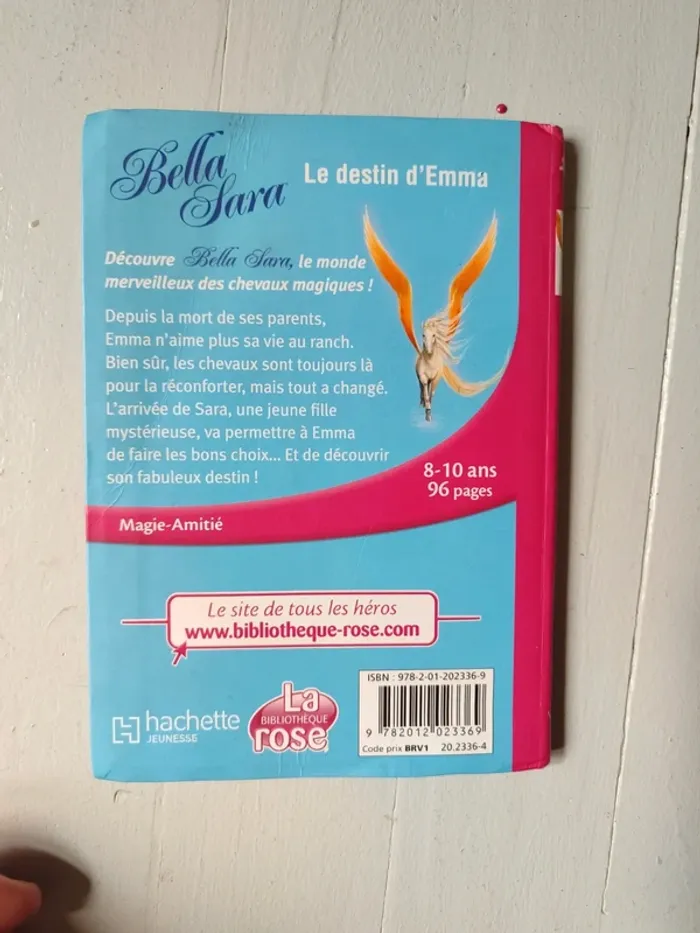 Bella Sara
Le destin d'Emma
Découvre Bella Sara, le monde
merveilleux des chevaux magiques !
Depuis la mort de ses parents,
Emma n'aime plus sa vie au ranch.
Bien sûr, les chevaux sont toujours là
pour la réconforter, mais tout a changé.
L'arrivée de Sara, une jeune fille
mystérieuse, va permettre à Emma
de faire les bons choix... Et de découvrir
son fabuleux destin !
8-10 ans
96 pages
Magie-Amitié
Le site de tous les héros
www.bibliotheque-rose.com
hachette
JEUNESSE
La
BIBLIOTHÈQUE
rose
ISBN : 978-2-01-202336-9
9 782012 023369
Code prix BRV1 20.2336-4